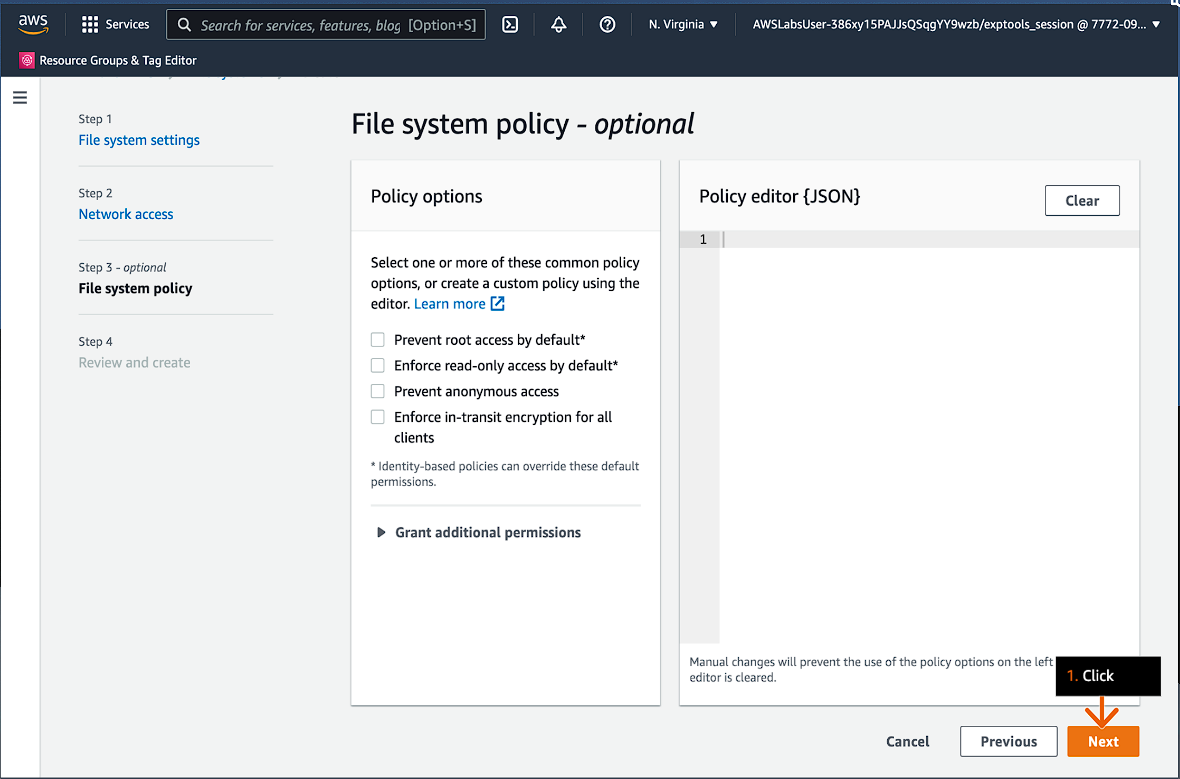 aws
Services
Search for services, features, blog [Option+S]
N. Virginia
AWSLabsUser-386xy15PAJJsQSqgYY9wzb/exptools_session @ 7772-09...
Resource Groups & Tag Editor
Step 1
File system settings
Step 2
Network access
Step 3 - optional
File system policy
Step 4
Review and create
File system policy - optional
Policy options
Select one or more of these common policy
options, or create a custom policy using the
editor. Learn more
Prevent root access by default*
Enforce read-only access by default*
Prevent anonymous access
Enforce in-transit encryption for all
clients
* Identity-based policies can override these default
permissions.
Grant additional permissions
Policy editor {JSON}
Clear
1
Manual changes will prevent the use of the policy options on the left
editor is cleared.
1. Click
Cancel
Previous
Next